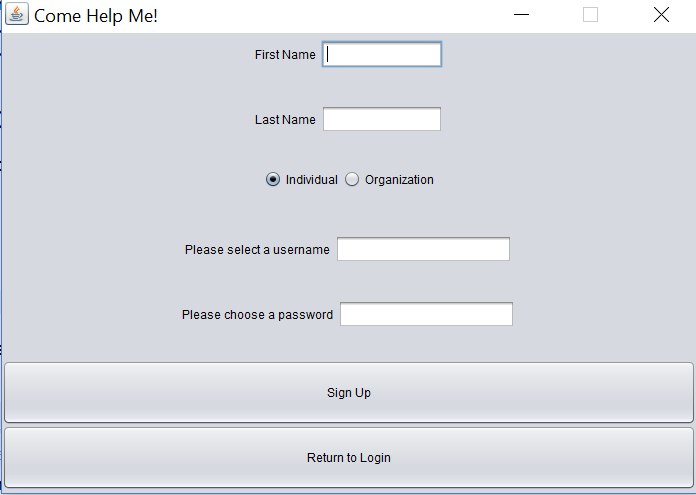 Come Help Me!
First Name
Last Name
Individual Organization
Please select a username
Please choose a password
Sign Up
Return to Login